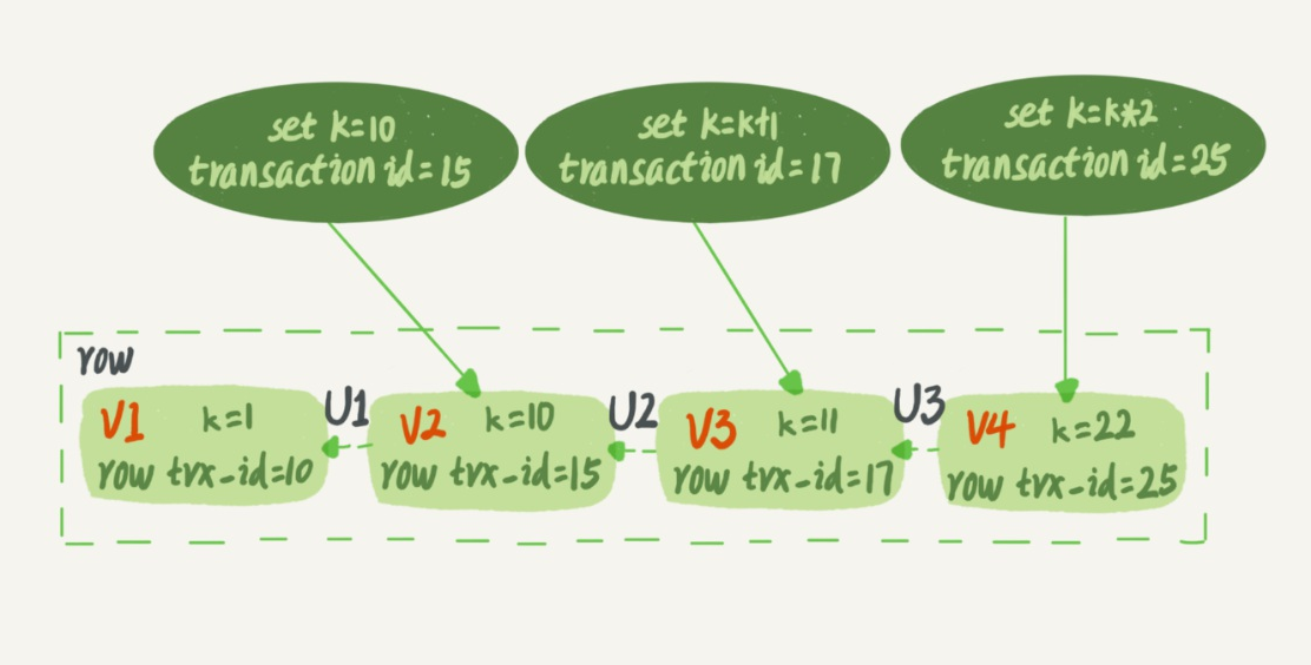 set k=10
transaction id=15
set k=k+1
transaction id=17
set k=k*2
transaction id=25
row
V1 k=1
row trx-id=10
U1
V2 k=10
row trx-id=15
U2
V3 k=11
row trx-id=17
U3
V4 k=22
row trx-id=25